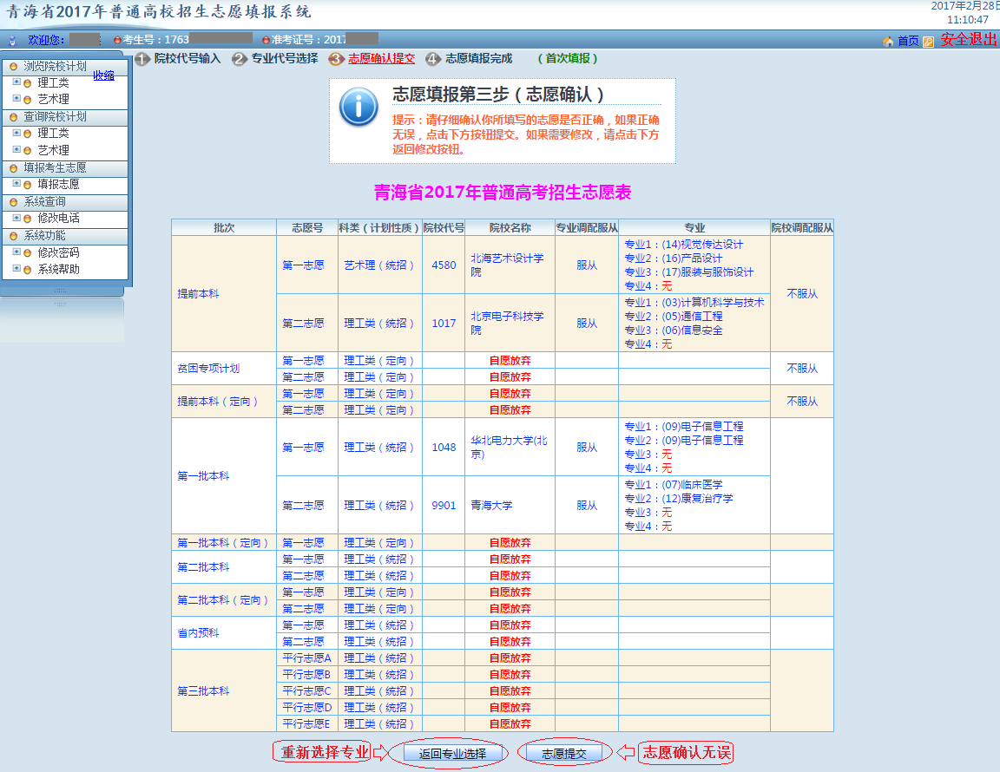 青海省2017年普通高校招生志愿填报系统
2017年2月28日
11:10:47
欢迎您: 考生号：1763 准考证号：2017 首页 安全退出
浏览院校计划
收缩
理工类
艺术理
查询院校计划
理工类
艺术理
填报考生志愿
填报志愿
系统查询
修改电话
系统功能
修改密码
系统帮助
1 院校代号输入 2 专业代号选择 3 志愿确认提交 4 志愿填报完成 （首次填报）
志愿填报第三步（志愿确认）
提示：请仔细确认你所填写的志愿是否正确，如果正确
无误，点击下方按钮提交。如果需要修改，请点击下方
返回修改按钮。
青海省2017年普通高考招生志愿表
批次 志愿号 科类（计划性质） 院校代号 院校名称 专业调配服从 专业 院校调配服从
提前本科
第一志愿 艺术理（统招） 4580 北海艺术设计学
院
服从
专业1：(14)视觉传达设计
专业2：(16)产品设计
专业3：(17)服装与服饰设计
专业4：无
不服从
第二志愿 理工类（统招） 1017 北京电子科技学
院
服从
专业1：(03)计算机科学与技术
专业2：(05)通信工程
专业3：(06)信息安全
专业4：无
贫困专项计划
第一志愿 理工类（定向） 自愿放弃
不服从
第二志愿 理工类（定向） 自愿放弃
提前本科（定向）
第一志愿 理工类（定向） 自愿放弃
不服从
第二志愿 理工类（定向） 自愿放弃
第一批本科
第一志愿 理工类（统招） 1048 华北电力大学(北
京)
服从
专业1：(09)电子信息工程
专业2：(09)电子信息工程
专业3：无
专业4：无
第二志愿 理工类（统招） 9901 青海大学 服从
专业1：(07)临床医学
专业2：(12)康复治疗学
专业3：无
专业4：无
第一批本科（定向） 第一志愿 理工类（定向） 自愿放弃
第二批本科
第一志愿 理工类（统招） 自愿放弃
第二志愿 理工类（统招） 自愿放弃
第二批本科（定向）
第一志愿 理工类（定向） 自愿放弃
第二志愿 理工类（定向） 自愿放弃
省内预科
第一志愿 理工类（统招） 自愿放弃
第二志愿 理工类（统招） 自愿放弃
第三批本科
平行志愿A 理工类（统招） 自愿放弃
平行志愿B 理工类（统招） 自愿放弃
平行志愿C 理工类（统招） 自愿放弃
平行志愿D 理工类（统招） 自愿放弃
平行志愿E 理工类（统招） 自愿放弃
重新选择专业 返回专业选择 志愿提交 志愿确认无误